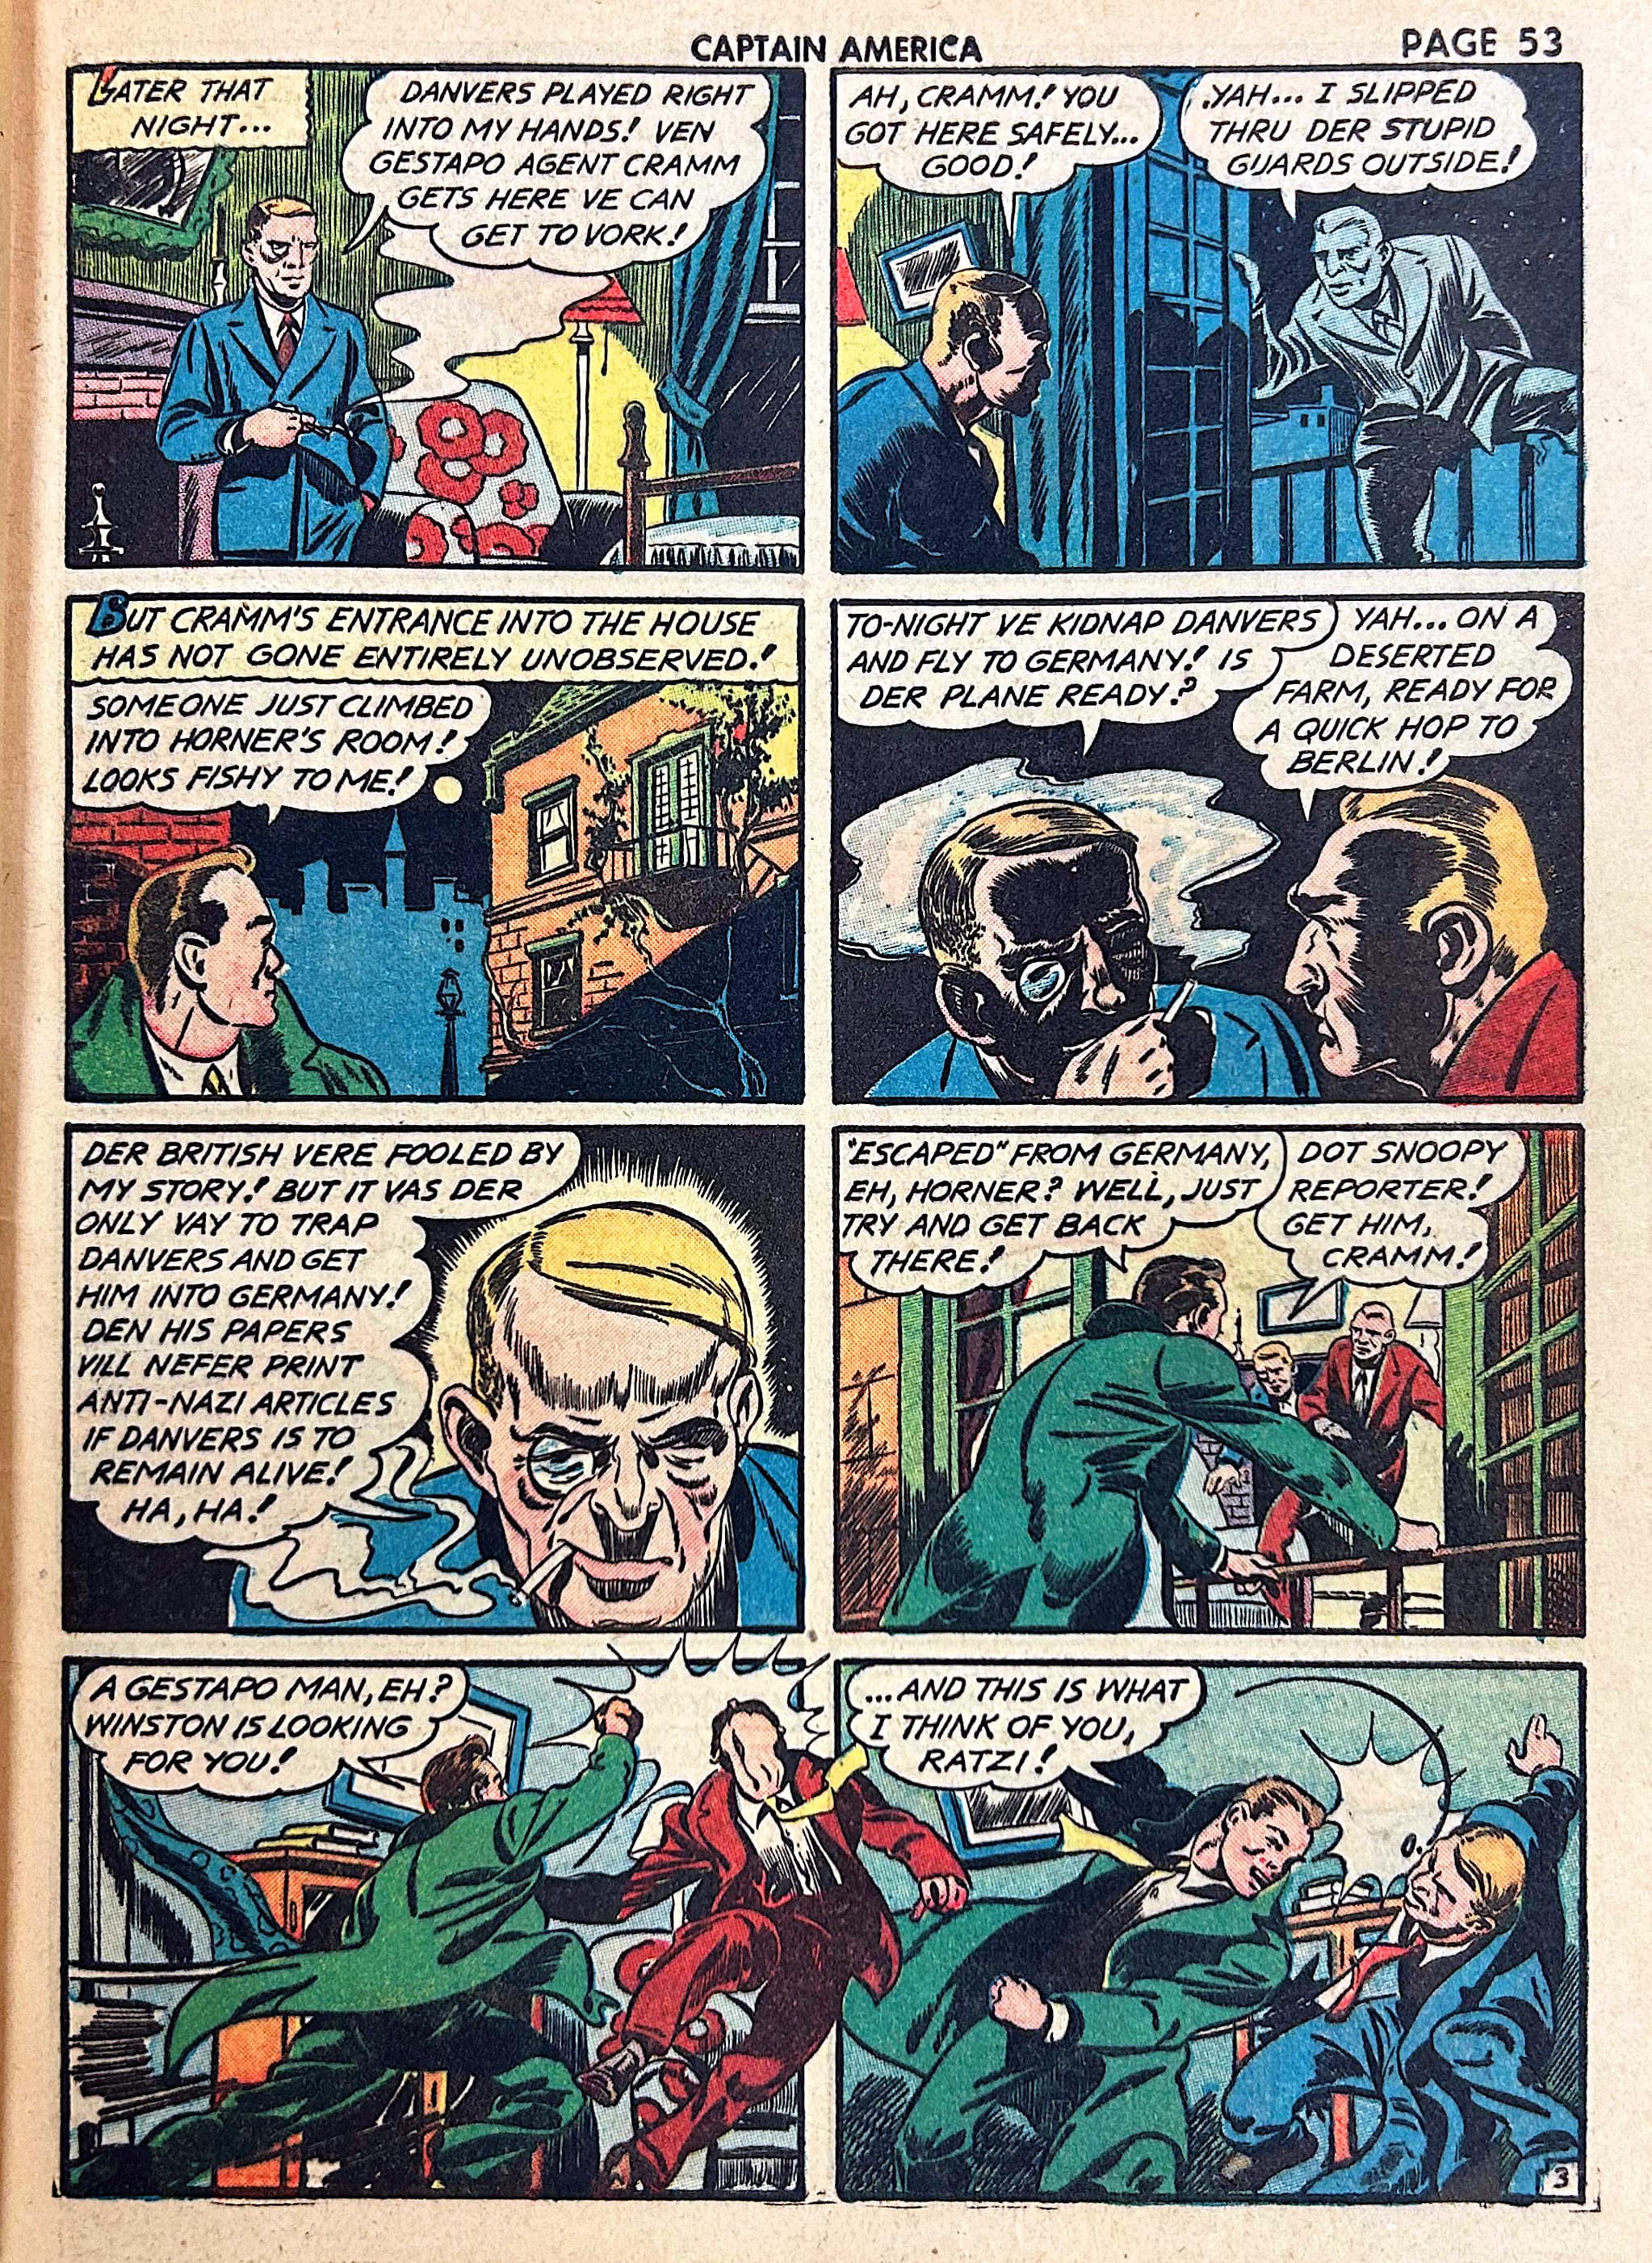 CAPTAIN AMERICA
PAGE 53
LATER THAT
NIGHT...
DANVERS PLAYED RIGHT
INTO MY HANDS! VEN
GESTAPO AGENT CRAMM
GETS HERE VE CAN
GET TO VORK!
AH, CRAMM! YOU
GOT HERE SAFELY...
GOOD!
YAH... I SLIPPED
THRU DER STUPID
GUARDS OUTSIDE!
BUT CRAMM'S ENTRANCE INTO THE HOUSE
HAS NOT GONE ENTIRELY UNOBSERVED!
SOMEONE JUST CLIMBED
INTO HORNER'S ROOM!
LOOKS FISHY TO ME!
TO-NIGHT VE KIDNAP DANVERS
AND FLY TO GERMANY! IS
DER PLANE READY?
YAH... ON A
DESERTED
FARM, READY FOR
A QUICK HOP TO
BERLIN!
DER BRITISH VERE FOOLED BY
MY STORY! BUT IT VAS DER
ONLY VAY TO TRAP
DANVERS AND GET
HIM INTO GERMANY!
DEN HIS PAPERS
VILL NEFER PRINT
ANTI-NAZI ARTICLES
IF DANVERS IS TO
REMAIN ALIVE!
HA, HA!
"ESCAPED" FROM GERMANY,
EH, HORNER? WELL, JUST
TRY AND GET BACK
THERE!
DOT SNOOPY
REPORTER!
GET HIM,
CRAMM!
A GESTAPO MAN, EH?
WINSTON IS LOOKING
FOR YOU!
...AND THIS IS WHAT
I THINK OF YOU,
RATZI!
3